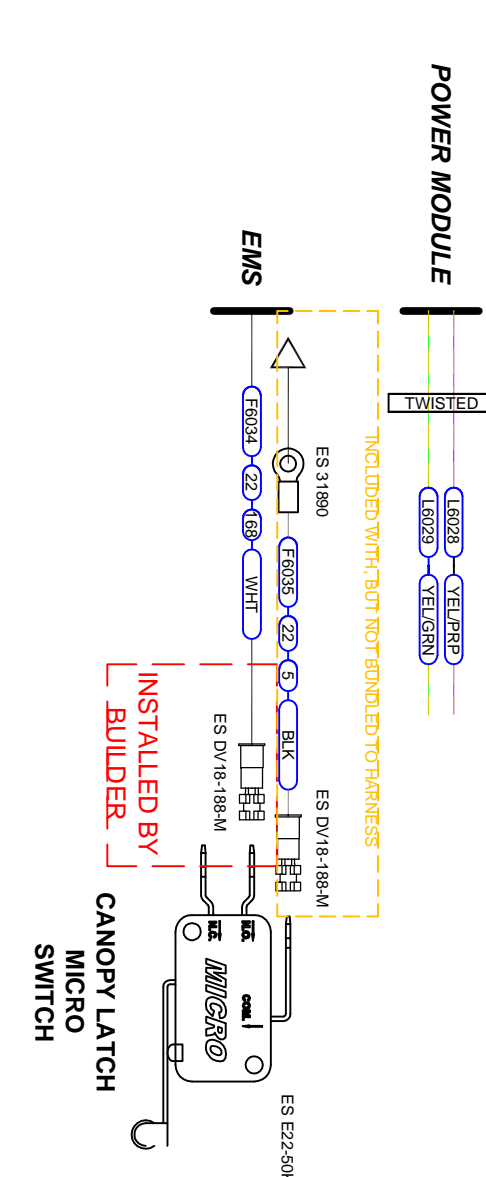 POWER MODULE
TWISTED
L6028 YEL/PRP
L6029 YEL/GRN
INCLUDED WITH, BUT NOT BUNDLED TO HARNESS
EMS
ES 31890
F6035 22 5 BLK
ES DV18-188-M
F6034 22 168 WHT
ES DV18-188-M
INSTALLED BY
BUILDER
N.O.
N.C.
COM.
MICRO
CANOPY LATCH
MICRO
SWITCH